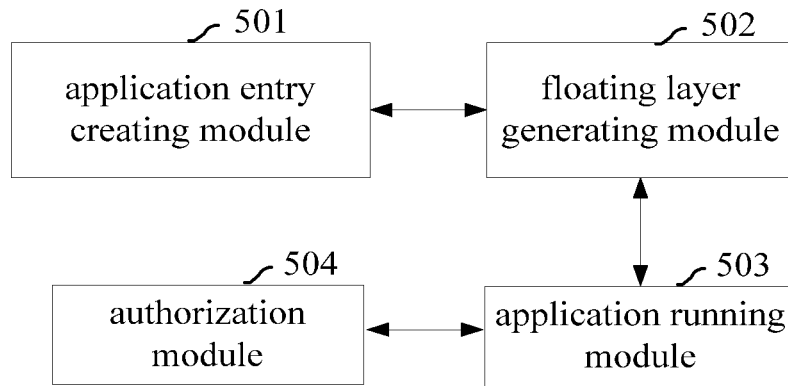 501
application entry
creating module
502
floating layer
generating module
504
authorization
module
503
application running
module